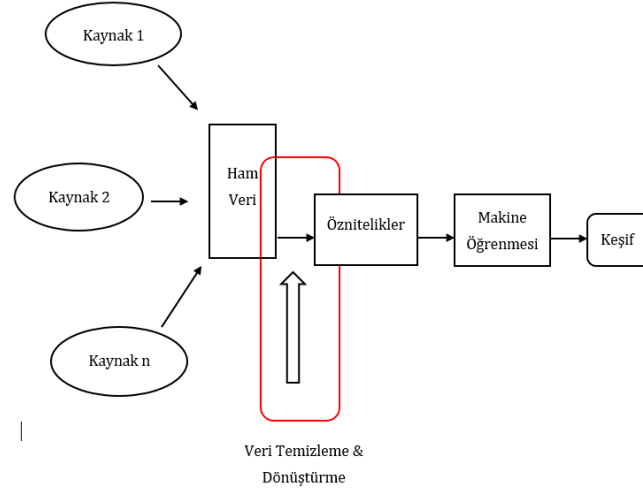 Kaynak 1
Kaynak 2
Kaynak n
Ham
Veri
Öznitelikler
Makine
Öğrenmesi
Keşif
Veri Temizleme &
Dönüştürme